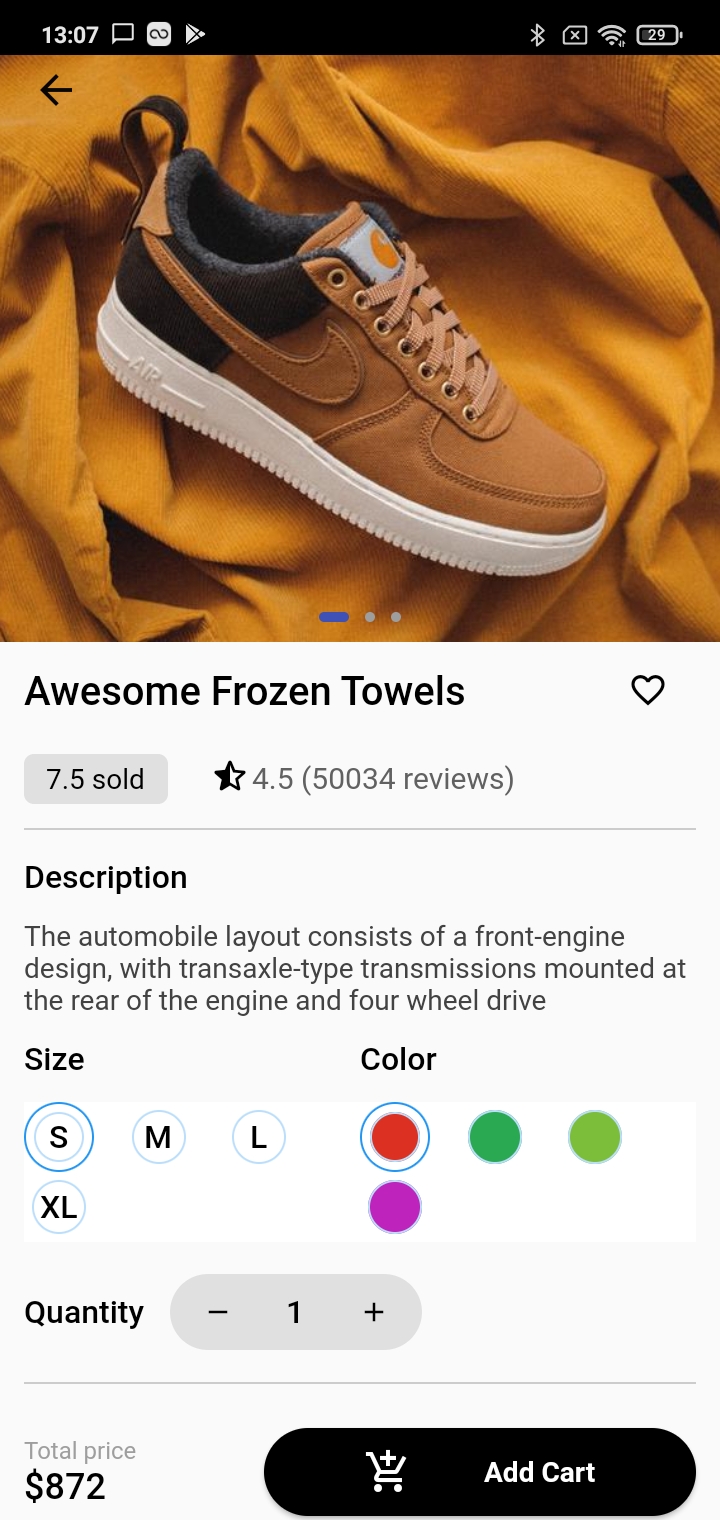 13:07
29
AIR
Awesome Frozen Towels
7.5 sold
4.5 (50034 reviews)
Description
The automobile layout consists of a front-engine
design, with transaxle-type transmissions mounted at
the rear of the engine and four wheel drive
Size
Color
S
M
L
XL
Quantity
− 1 +
Total price
$872
Add Cart